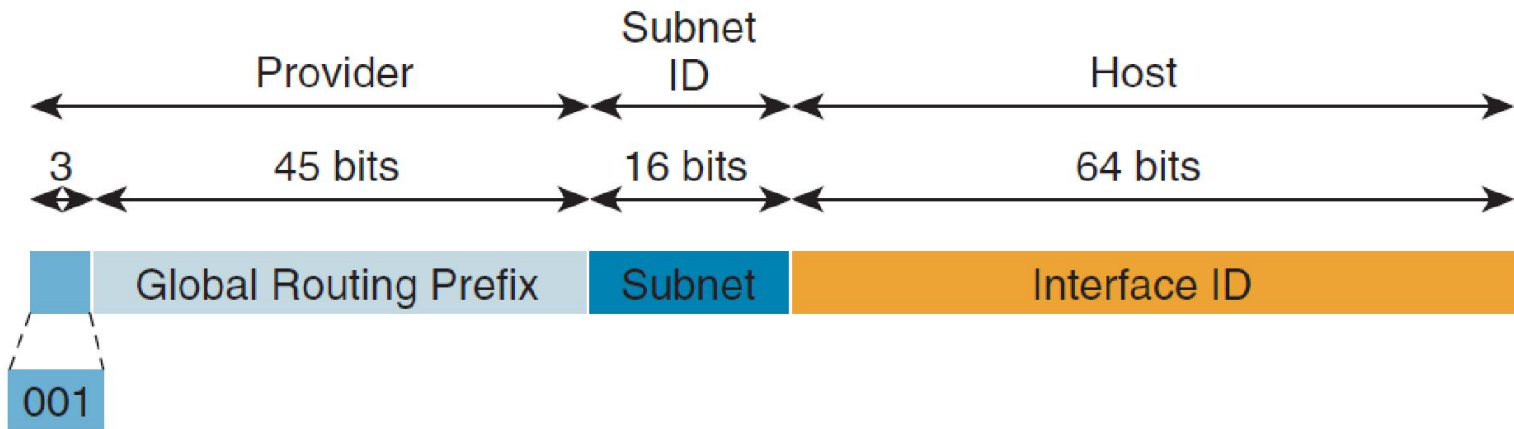 Provider
Subnet
ID
Host
3
45 bits
16 bits
64 bits
Global Routing Prefix
Subnet
Interface ID
001